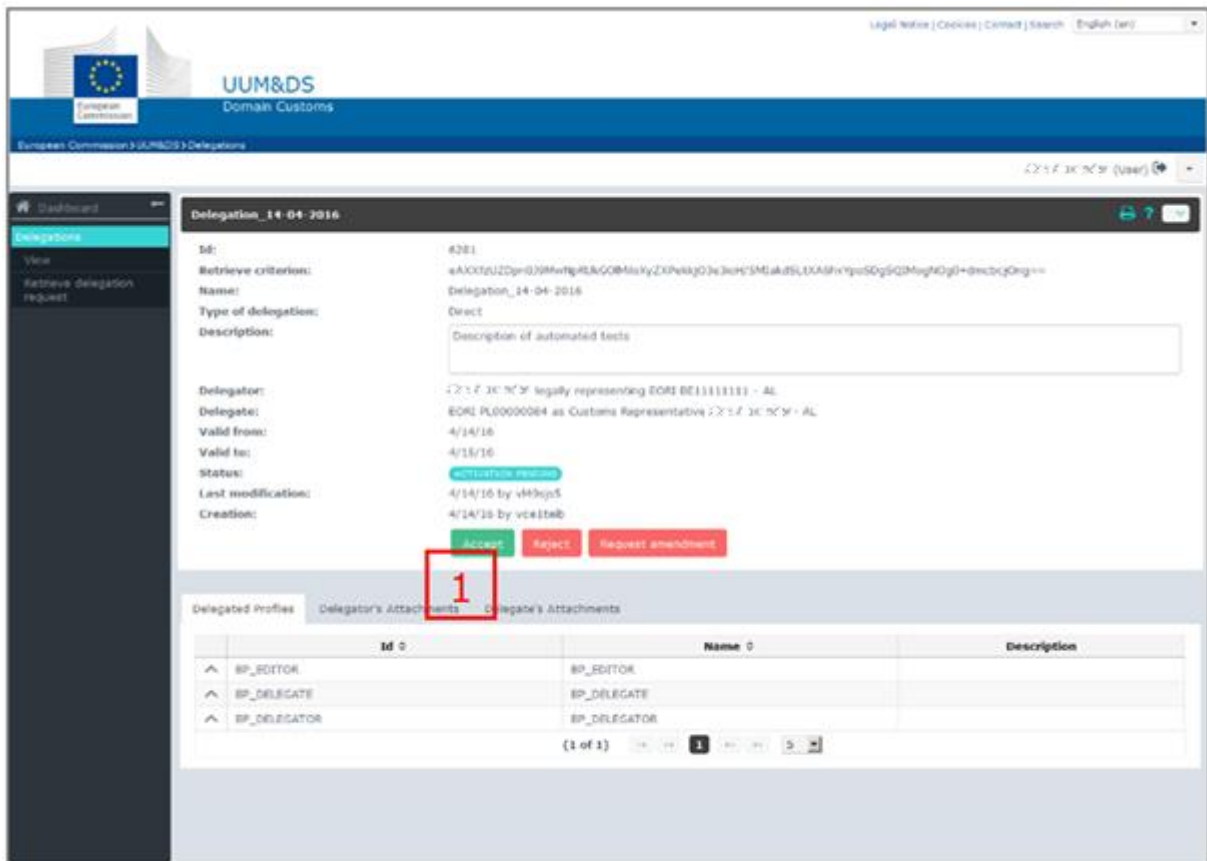 Legal Notice | Cookies | Contact | Search English (en)
UUM&DS
Domain Customs
European Commission
European Commission > UUM&DS > Delegations
(User)
Dashboard
Delegations
View
Retrieve delegation request
Delegation_14-04-2016
?
Id: 6281
Retrieve criterion:
Name: Delegation_14-04-2016
Type of delegation: Direct
Description: Description of automated tests
Delegator: legally representing EORI BE11111111 - AL
Delegate: EORI PL00000084 as Customs Representative - AL
Valid from: 4/14/16
Valid to: 4/15/16
Status: ACTIVATION PENDING
Last modification: 4/14/16 by
Creation: 4/14/16 by
Accept Reject Request amendment
1
Delegated Profiles Delegator's Attachments Delegate's Attachments
Id Name Description
BP_EDITOR BP_EDITOR
BP_DELEGATE BP_DELEGATE
BP_DELEGATOR BP_DELEGATOR
(1 of 1) 1 5